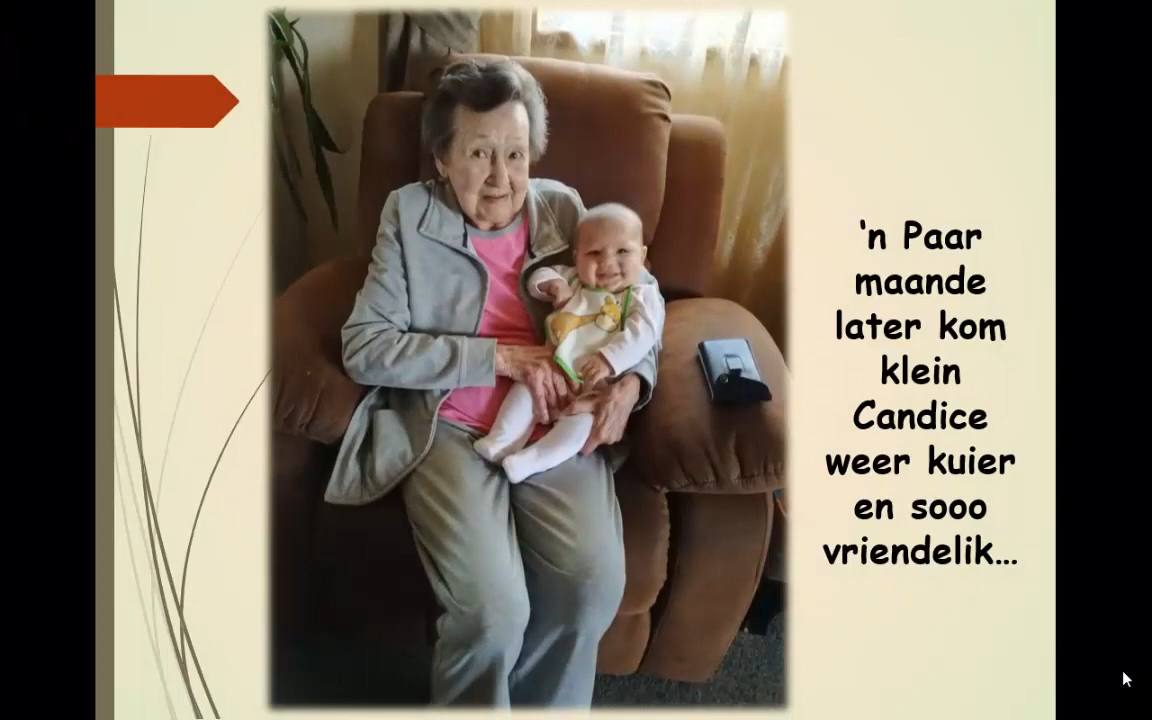 ‘n Paar
maande
later kom
klein
Candice
weer kuier
en sooo
vriendelik…